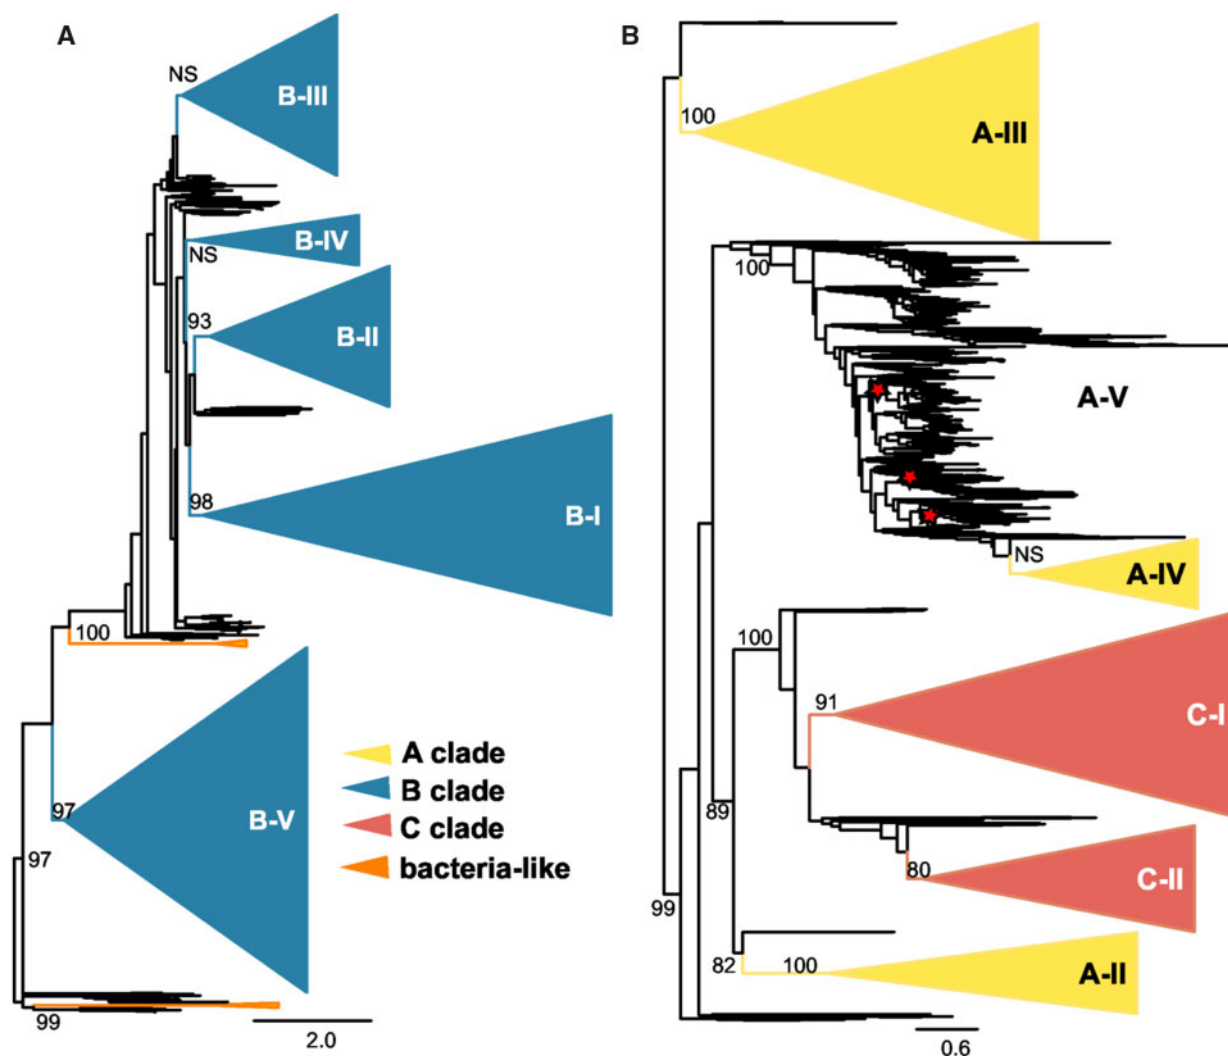 A
NS
B-III
B-IV
NS
93
B-II
98
B-I
100
97
B-V
97
99
2.0
A clade
B clade
C clade
bacteria-like
B
100
A-III
100
A-V
NS
A-IV
100
91
C-I
89
80
C-II
99
82
100
A-II
0.6